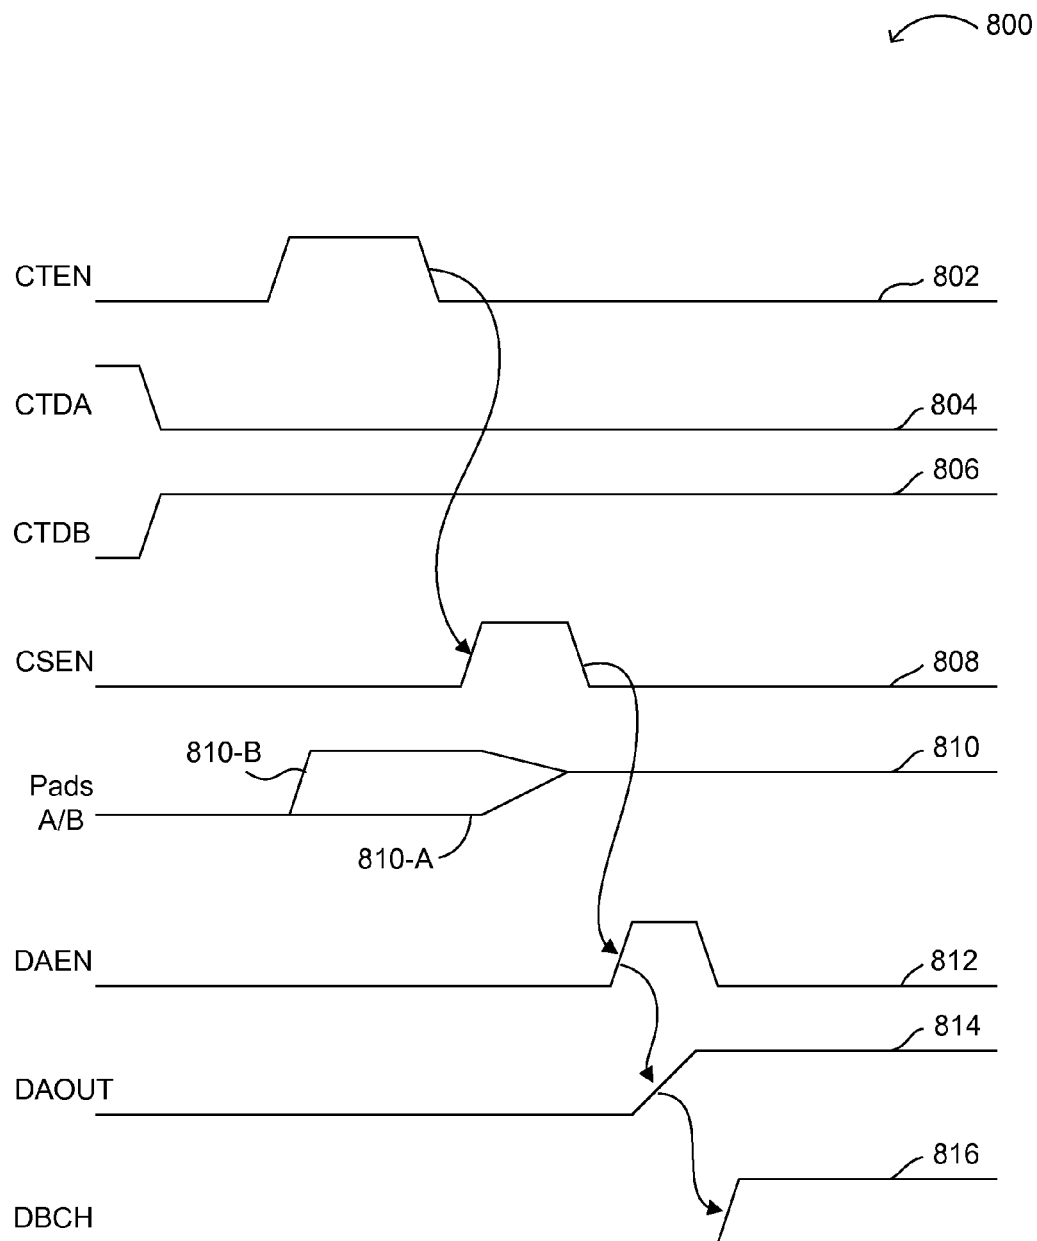 800
CTEN
802
CTDA
804
806
CTDB
CSEN
808
810-B
810
Pads
A/B
810-A
DAEN
812
814
DAOUT
816
DBCH